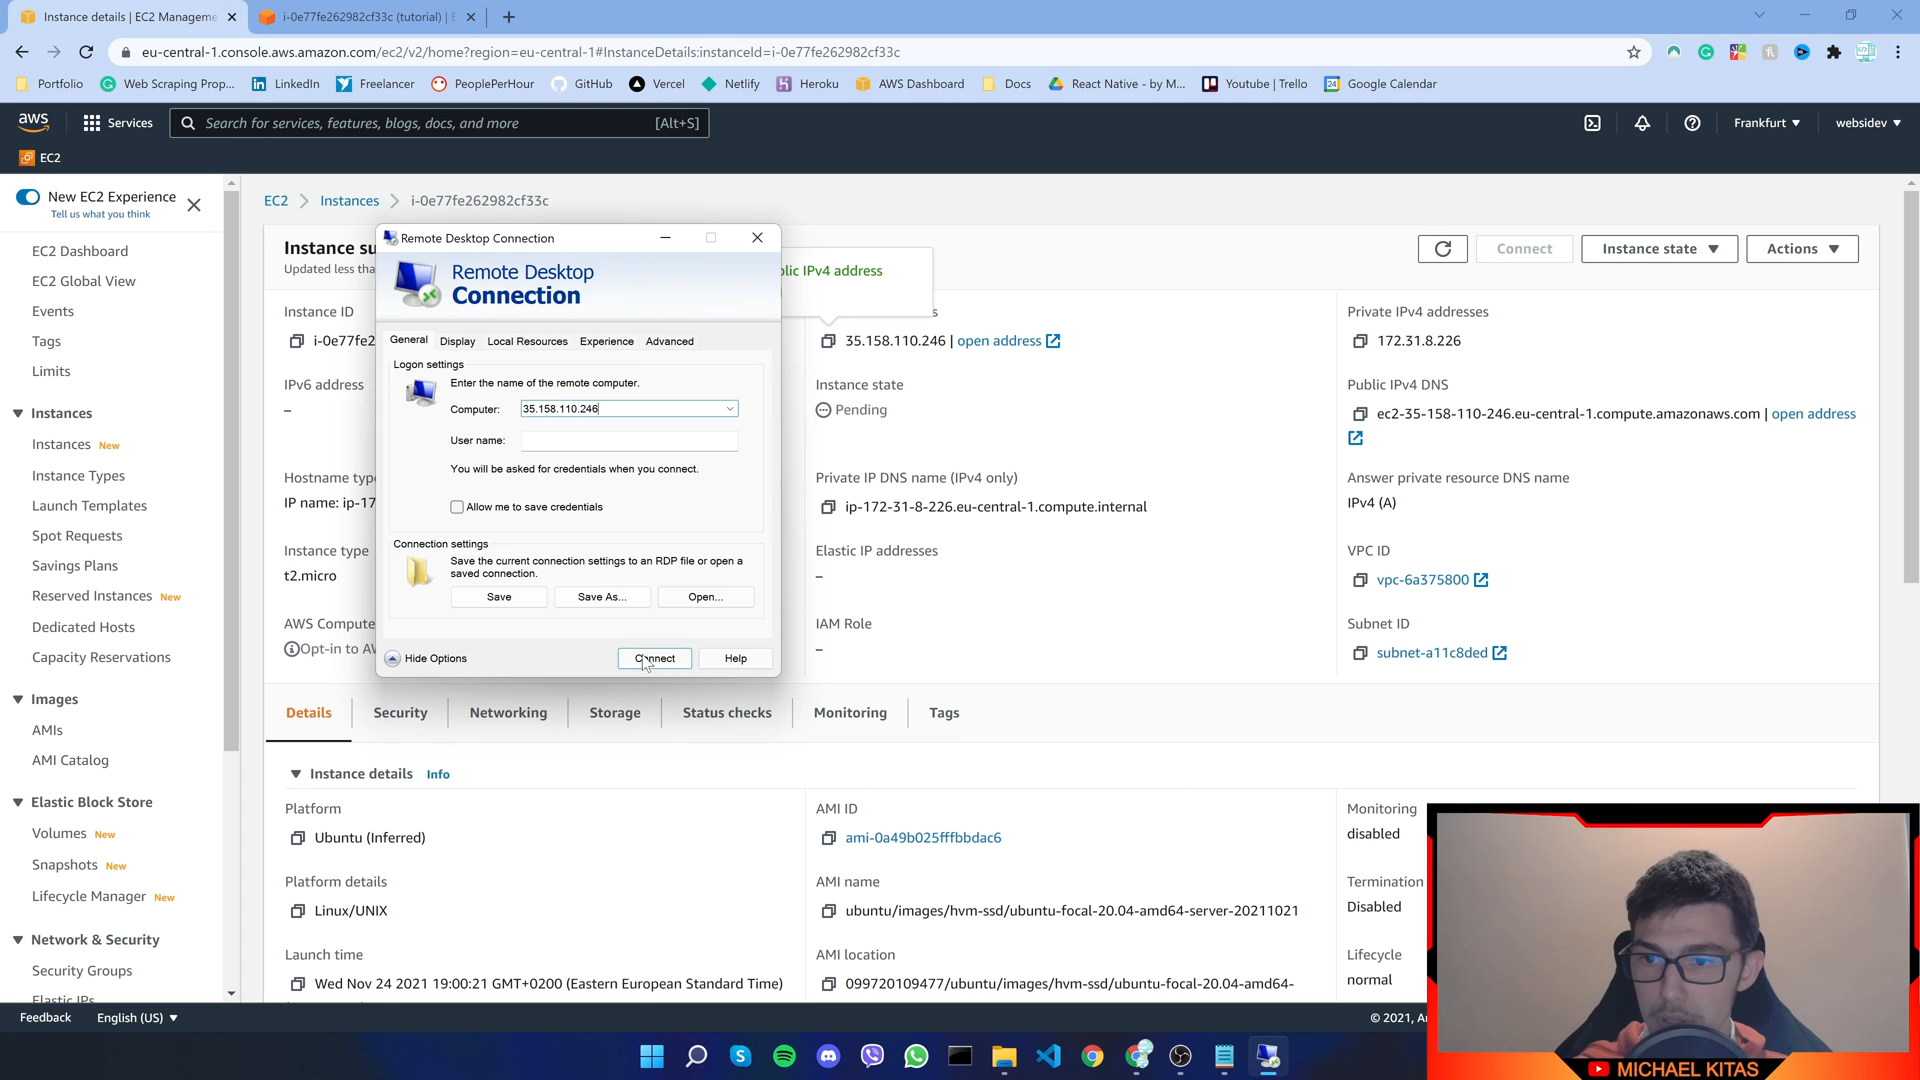 Instance details | EC2 Manageme
i-0e77fe262982cf33c (tutorial) | E
eu-central-1.console.aws.amazon.com/ec2/v2/home?region=eu-central-1#InstanceDetails:instanceId=i-0e77fe262982cf33c
Portfolio
Web Scraping Prop...
LinkedIn
Freelancer
PeoplePerHour
GitHub
Vercel
Netlify
Heroku
AWS Dashboard
Docs
React Native - by M...
Youtube | Trello
Google Calendar
aws
Services
Search for services, features, blogs, docs, and more
[Alt+S]
Frankfurt
websidev
EC2
New EC2 Experience
Tell us what you think
EC2 Dashboard
EC2 Global View
Events
Tags
Limits
Instances
Instances New
Instance Types
Launch Templates
Spot Requests
Savings Plans
Reserved Instances New
Dedicated Hosts
Capacity Reservations
Images
AMIs
AMI Catalog
Elastic Block Store
Volumes New
Snapshots New
Lifecycle Manager New
Network & Security
Security Groups
Elastic IPs
EC2
Instances
i-0e77fe262982cf33c
Instance su
Updated less tha
Connect
Instance state
Actions
Instance ID
i-0e77fe2
IPv6 address
–
Hostname type
IP name: ip-17
Instance type
t2.micro
AWS Compute
Opt-in to AW
Remote Desktop Connection
Remote Desktop
Connection
General
Display
Local Resources
Experience
Advanced
Logon settings
Enter the name of the remote computer.
Computer:
35.158.110.246
User name:
You will be asked for credentials when you connect.
Allow me to save credentials
Connection settings
Save the current connection settings to an RDP file or open a
saved connection.
Save
Save As...
Open...
Hide Options
Connect
Help
blic IPv4 address
s
35.158.110.246 | open address
Instance state
Pending
Private IP DNS name (IPv4 only)
ip-172-31-8-226.eu-central-1.compute.internal
Elastic IP addresses
–
IAM Role
–
Private IPv4 addresses
172.31.8.226
Public IPv4 DNS
ec2-35-158-110-246.eu-central-1.compute.amazonaws.com | open address
Answer private resource DNS name
IPv4 (A)
VPC ID
vpc-6a375800
Subnet ID
subnet-a11c8ded
Details
Security
Networking
Storage
Status checks
Monitoring
Tags
Instance details Info
Platform
Ubuntu (Inferred)
Platform details
Linux/UNIX
Launch time
Wed Nov 24 2021 19:00:21 GMT+0200 (Eastern European Standard Time)
AMI ID
ami-0a49b025fffbbdac6
AMI name
ubuntu/images/hvm-ssd/ubuntu-focal-20.04-amd64-server-20211021
AMI location
099720109477/ubuntu/images/hvm-ssd/ubuntu-focal-20.04-amd64-
Monitoring
disabled
Termination
Disabled
Lifecycle
normal
Feedback
English (US)
© 2021, A
MICHAEL KITAS